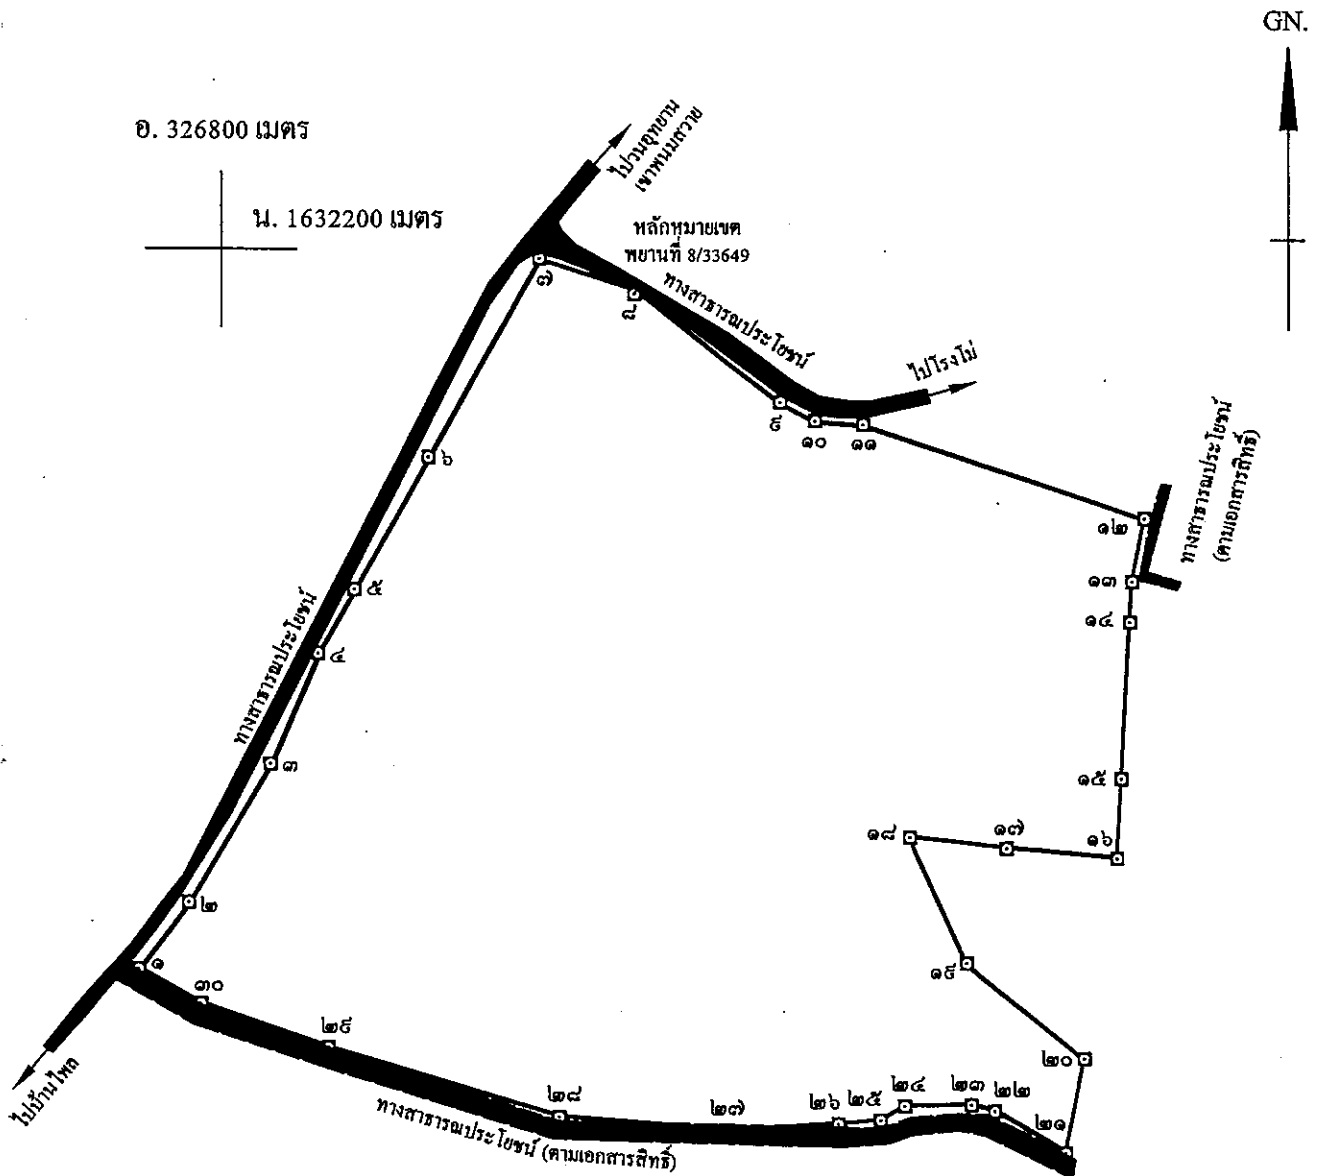 GN.
อ. 326800 เมตร
น. 1632200 เมตร
ไปวนอุทยาน
เขาพนมสวาย
หลักหมายเขต
พยานที่ 8/33649
ทางสาธารณประโยชน์
ไปโรงโม่
ทางสาธารณประโยชน์
(ตามเอกสารสิทธิ์)
ทางสาธารณประโยชน์
๗
๘
๙
๑๐
๑๑
๑๒
๑๓
๑๔
๑๕
๑๖
๑๗
๑๘
๑๙
๒๐
๒๑
๒๒
๒๓
๒๔
๒๕
๒๖
๒๗
๒๘
๒๙
๓๐
๑
๒
๓
๔
๕
๖
ไปบ้านไพล
ทางสาธารณประโยชน์ (ตามเอกสารสิทธิ์)